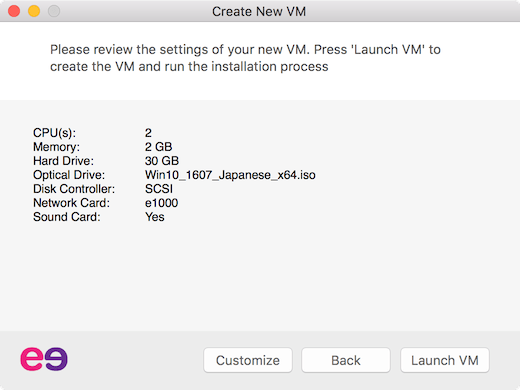 Create New VM
Please review the settings of your new VM. Press 'Launch VM' to
create the VM and run the installation process
CPU(s): 2
Memory: 2 GB
Hard Drive: 30 GB
Optical Drive: Win10_1607_Japanese_x64.iso
Disk Controller: SCSI
Network Card: e1000
Sound Card: Yes
Customize Back Launch VM